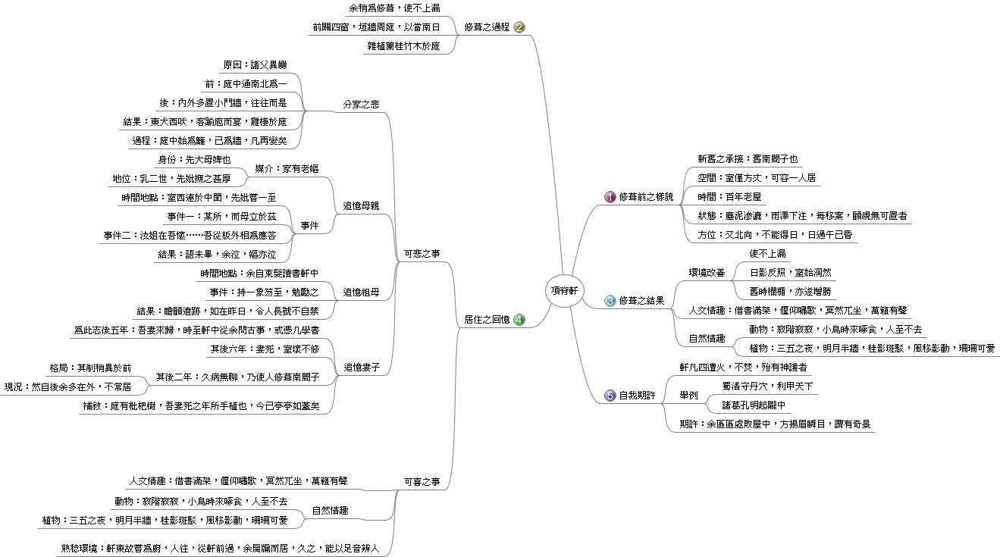 項脊軒
1 修葺前之樣貌
新舊之承接：舊南閤子也
空間：室僅方丈，可容一人居
時間：百年老屋
狀態：塵泥滲漉，雨澤下注，每移案，顧視無可置者
方位：又北向，不能得日，日過午已昏
2 修葺之過程
余稍為修葺，使不上漏
前闢四窗，垣牆周庭，以當南日
雜植蘭桂竹木於庭
3 修葺之結果
環境改善
使不上漏
日影反照，室始洞然
舊時欄楯，亦遂增勝
人文情趣：借書滿架，偃仰嘯歌，冥然兀坐，萬籟有聲
自然情趣
動物：寂階寂寂，小鳥時來啄食，人至不去
植物：三五之夜，明月半牆，桂影斑駁，風移影動，珊珊可愛
4 居住之回憶
可悲之事
分家之悲
原因：諸父異爨
前：庭中通南北為一
後：內外多置小門牆，往往而是
結果：東犬西吠，客踰庖而宴，雞棲於庭
過程：庭中始為籬，已為牆，凡再變矣
追憶母親
媒介：家有老嫗
身份：先大母婢也
地位：乳二世，先妣撫之甚厚
事件
時間地點：室西連於中閨，先妣嘗一至
事件一：某所，而母立於茲
事件二：汝姐在吾懷……吾從板外相為應答
結果：語未畢，余泣，嫗亦泣
追憶祖母
時間地點：余自束髮讀書軒中
事件：持一象笏至，勉勵之
結果：瞻顧遺跡，如在昨日，令人長號不自禁
追憶妻子
為此志後五年：吾妻來歸，時至軒中從余問古事，或憑几學書
其後六年：妻死，室壞不修
其後二年：久病無聊，乃使人修葺南閤子
格局：其制稍異於前
現況：然自後余多在外，不常居
補敘：庭有枇杷樹，吾妻死之年所手植也，今已亭亭如蓋矣
可喜之事
人文情趣：借書滿架，偃仰嘯歌，冥然兀坐，萬籟有聲
自然情趣
動物：寂階寂寂，小鳥時來啄食，人至不去
植物：三五之夜，明月半牆，桂影斑駁，風移影動，珊珊可愛
熟稔環境：軒東故嘗為廚，人往，從軒前過，余扃牖而居，久之，能以足音辨人
5 自我期許
軒凡四遭火，不焚，殆有神護者
舉例
蜀清守丹穴，利甲天下
諸葛孔明起隴中
期許：余區區處敗屋中，方揚眉瞬目，謂有奇景